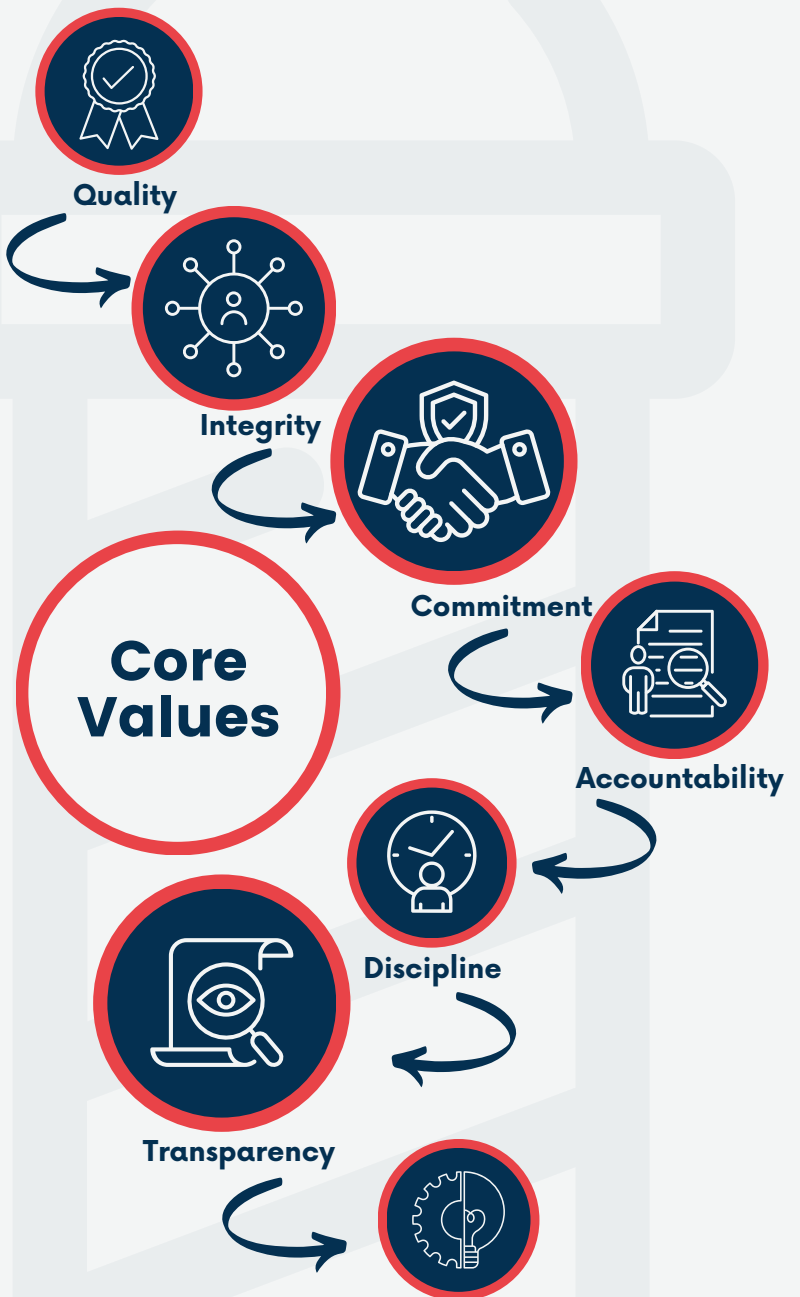 Quality
Integrity
Commitment
Core
Values
Accountability
Discipline
Transparency